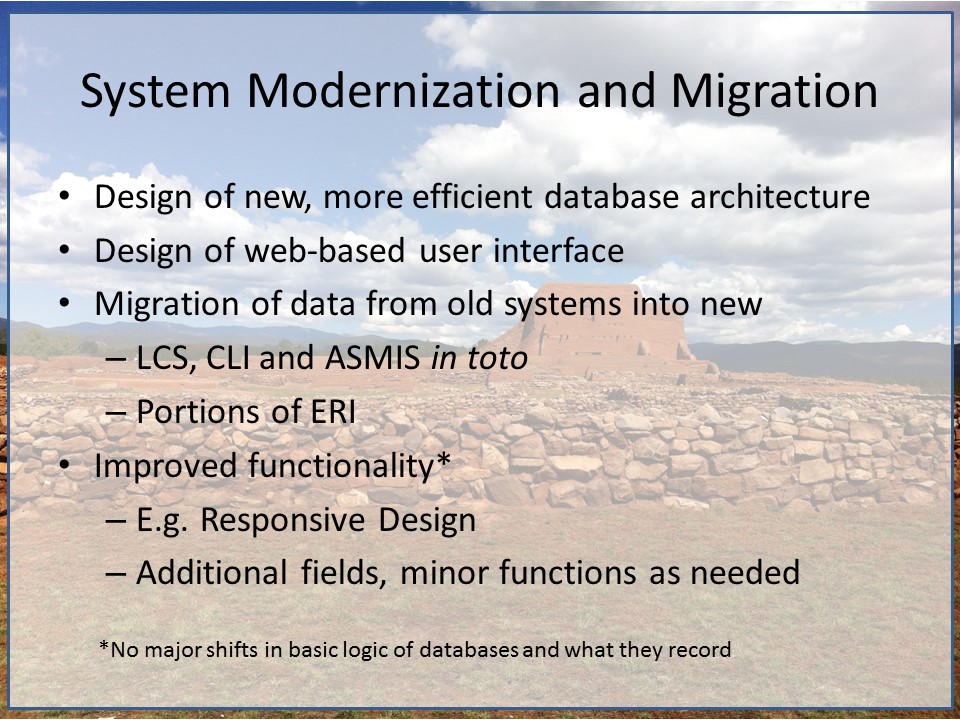 System Modernization and Migration
• Design of new, more efficient database architecture
• Design of web-based user interface
• Migration of data from old systems into new
– LCS, CLI and ASMIS in toto
– Portions of ERI
• Improved functionality*
– E.g. Responsive Design
– Additional fields, minor functions as needed
*No major shifts in basic logic of databases and what they record